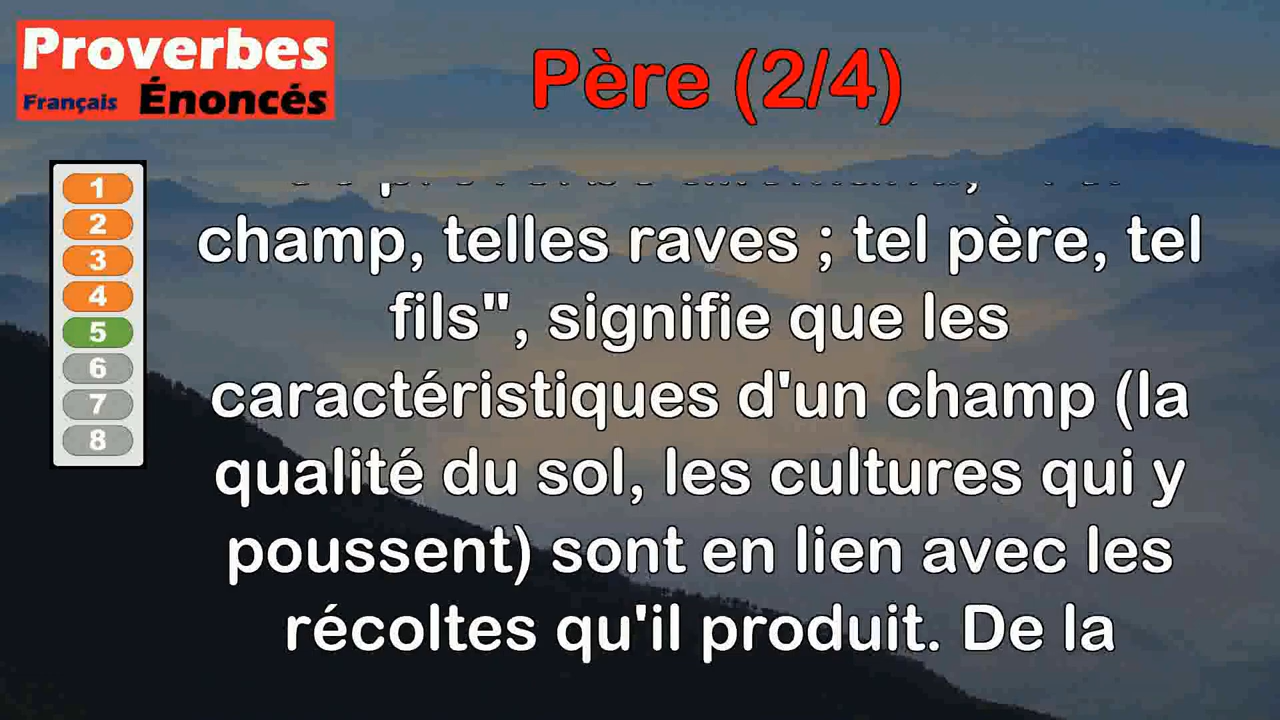 Proverbes
Français Énoncés
Père (2/4)
1
2
3
4
5
6
7
8
champ, telles raves ; tel père, tel
fils", signifie que les
caractéristiques d'un champ (la
qualité du sol, les cultures qui y
poussent) sont en lien avec les
récoltes qu'il produit. De la